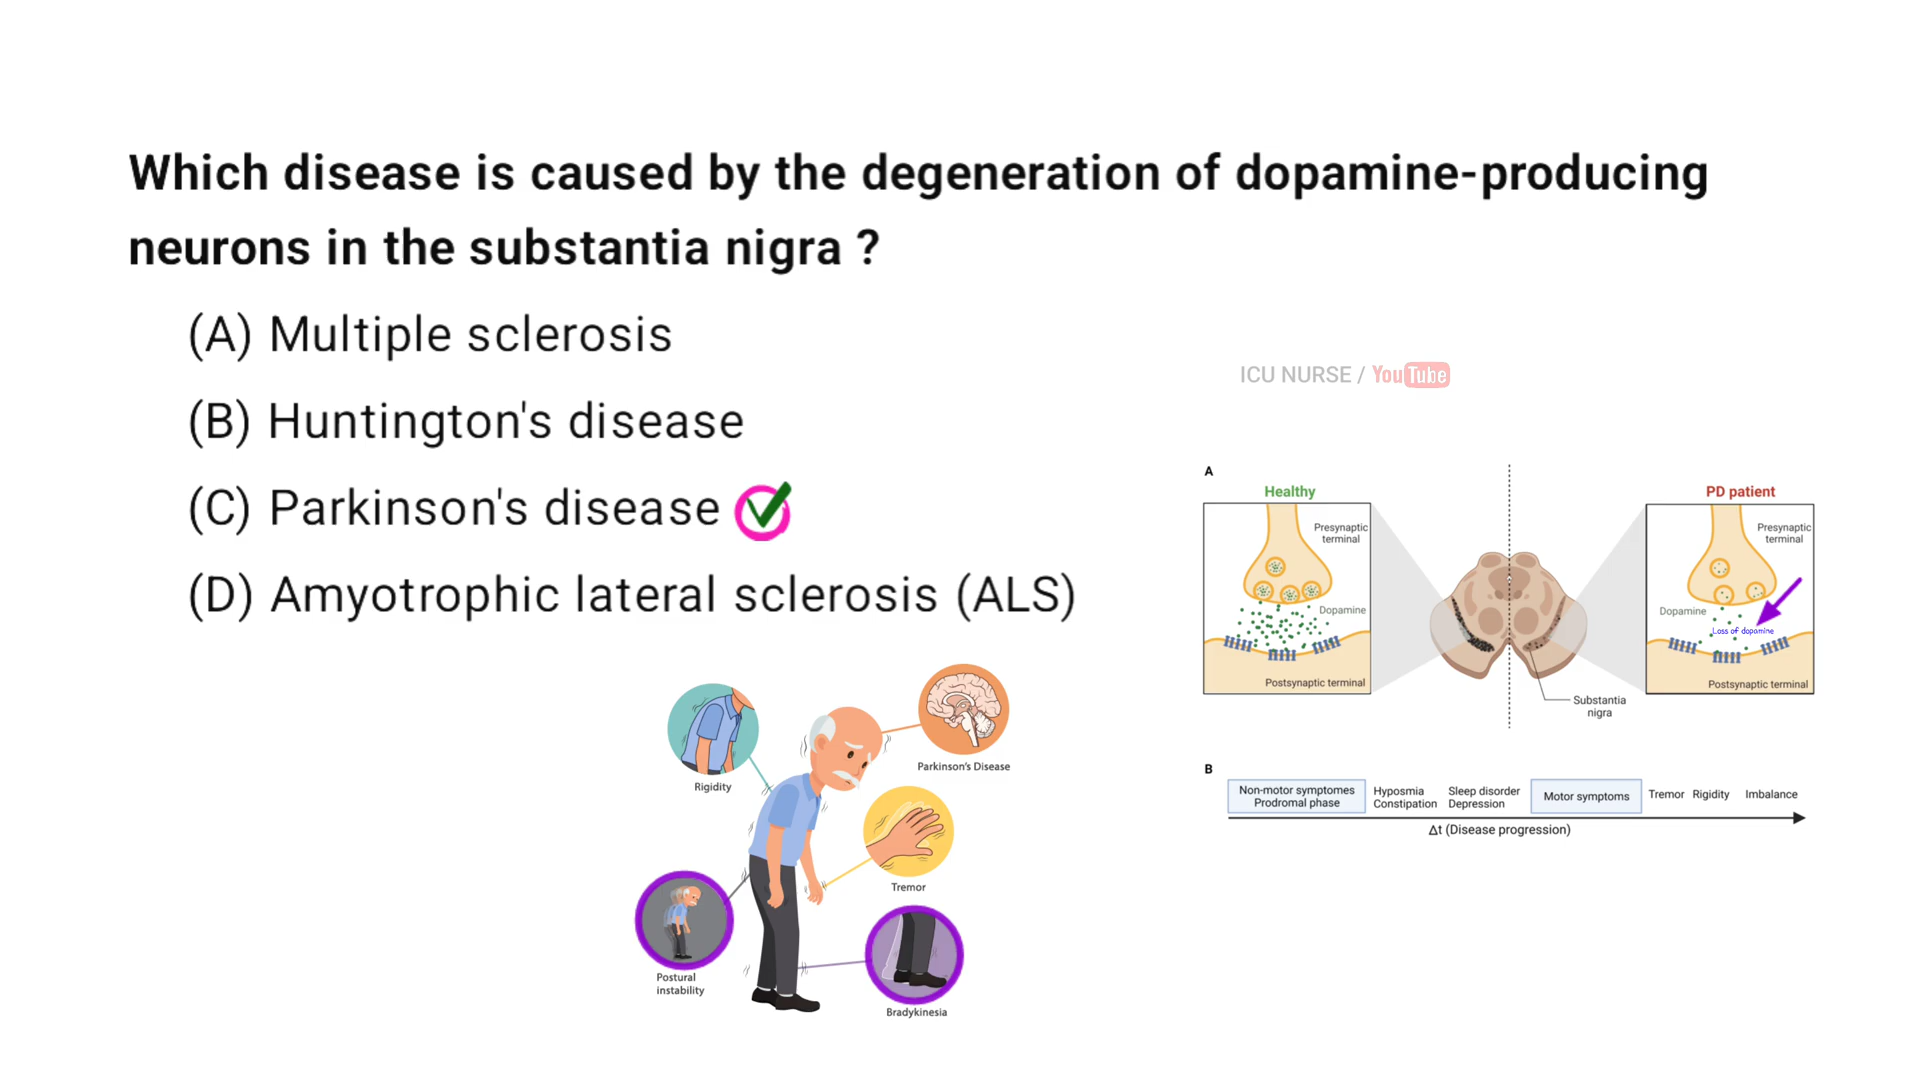 Which disease is caused by the degeneration of dopamine-producing
neurons in the substantia nigra ?
(A) Multiple sclerosis
(B) Huntington's disease
(C) Parkinson's disease
(D) Amyotrophic lateral sclerosis (ALS)
ICU NURSE / YouTube
A
Healthy
Presynaptic
terminal
Dopamine
Postsynaptic terminal
PD patient
Presynaptic
terminal
Dopamine
Loss of dopamine
Postsynaptic terminal
Substantia
nigra
B
Non-motor symptomes
Prodromal phase
Hyposmia
Constipation
Sleep disorder
Depression
Motor symptoms
Tremor
Rigidity
Imbalance
Δt (Disease progression)
Rigidity
Parkinson's Disease
Tremor
Postural
instability
Bradykinesia